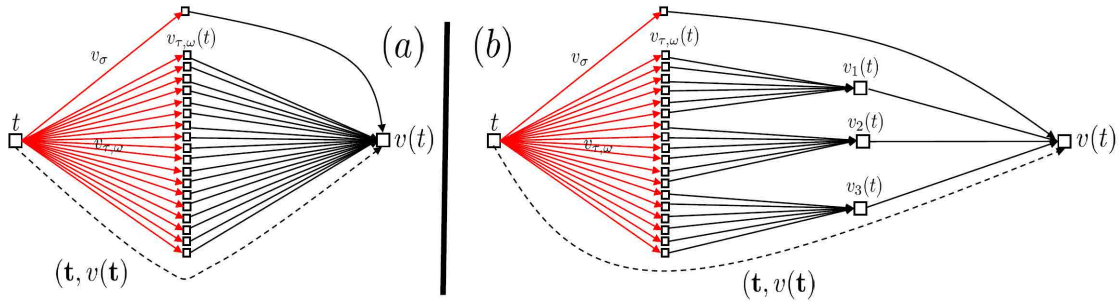 v_{τ,ω}(t)
(a)
v_σ
t
v_{τ,ω}
v(t)
(t, v(t)
v_{τ,ω}(t)
(b)
v_σ
v_1(t)
t
v_2(t)
v_{τ,ω}
v(t)
v_3(t)
(t, v(t)